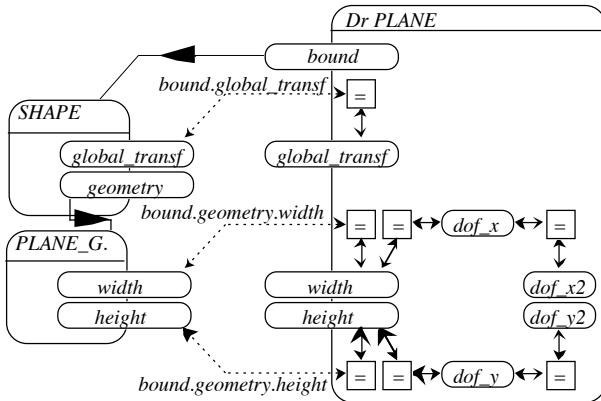 Dr PLANE
bound
bound.global_transf
=
SHAPE
global_transf
global_transf
geometry
bound.geometry.width
=
=
dof_x
=
PLANE_G.
width
width
dof_x2
height
height
dof_y2
bound.geometry.height
=
=
dof_y
=